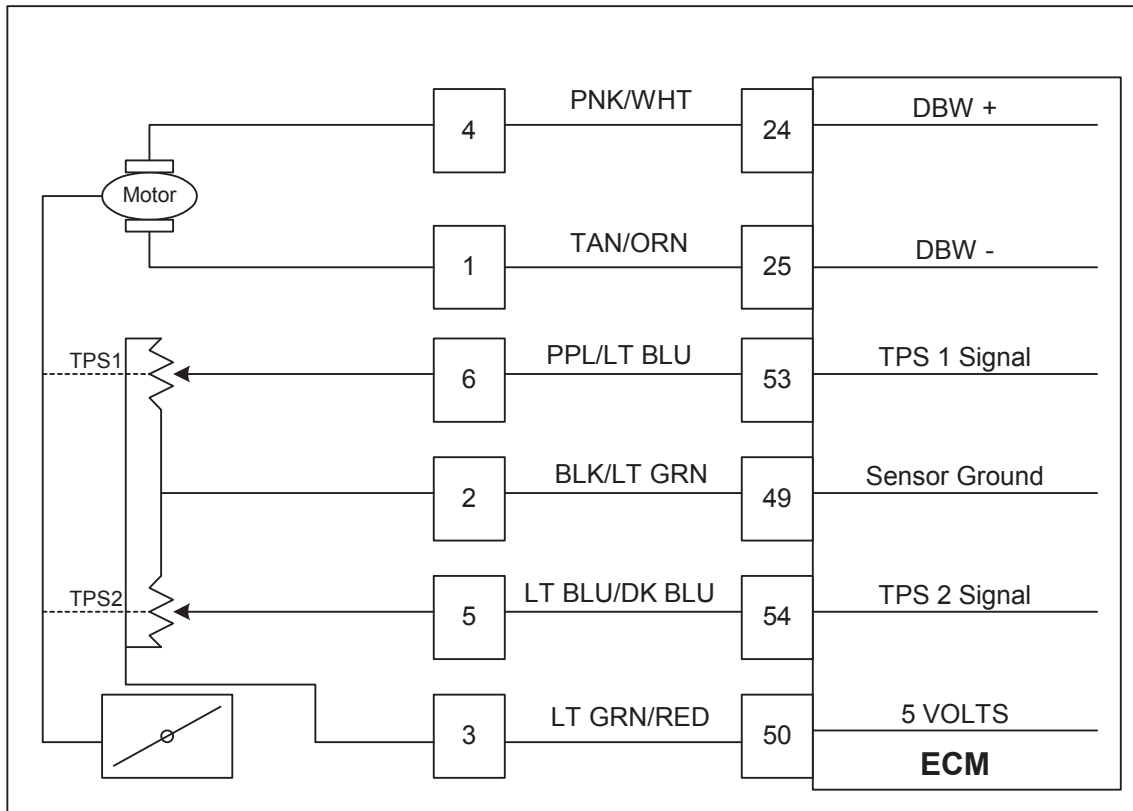 PNK/WHT
4
24
DBW +
Motor
TAN/ORN
1
25
DBW -
TPS1
PPL/LT BLU
6
53
TPS 1 Signal
BLK/LT GRN
2
49
Sensor Ground
TPS2
LT BLU/DK BLU
5
54
TPS 2 Signal
LT GRN/RED
3
50
5 VOLTS
ECM